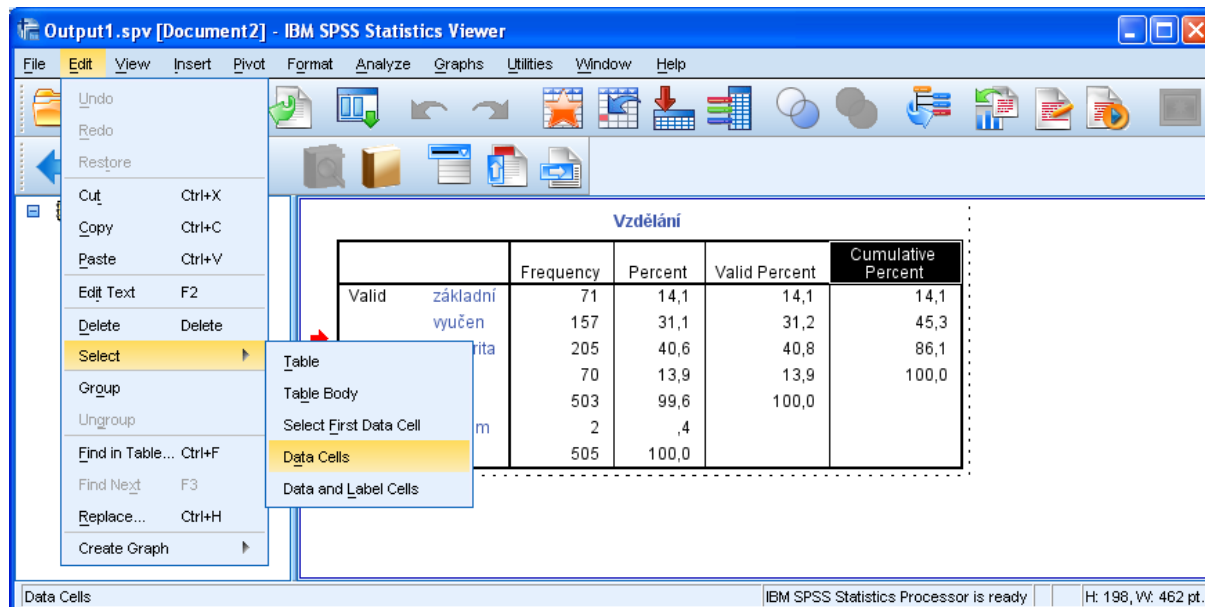 Output1.spv [Document2] - IBM SPSS Statistics Viewer
File Edit View Insert Pivot Format Analyze Graphs Utilities Window Help
Undo
Redo
Restore
Cut Ctrl+X
Copy Ctrl+C
Paste Ctrl+V
Edit Text F2
Delete Delete
Select
Group
Ungroup
Find in Table... Ctrl+F
Find Next F3
Replace... Ctrl+H
Create Graph
Table
Table Body
Select First Data Cell
Data Cells
Data and Label Cells
Vzdělání
Frequency Percent Valid Percent Cumulative Percent
Valid základní 71 14,1 14,1 14,1
vyučen 157 31,1 31,2 45,3
rita 205 40,6 40,8 86,1
70 13,9 13,9 100,0
503 99,6 100,0
m 2 ,4
505 100,0
Data Cells IBM SPSS Statistics Processor is ready H: 198, W: 462 pt.